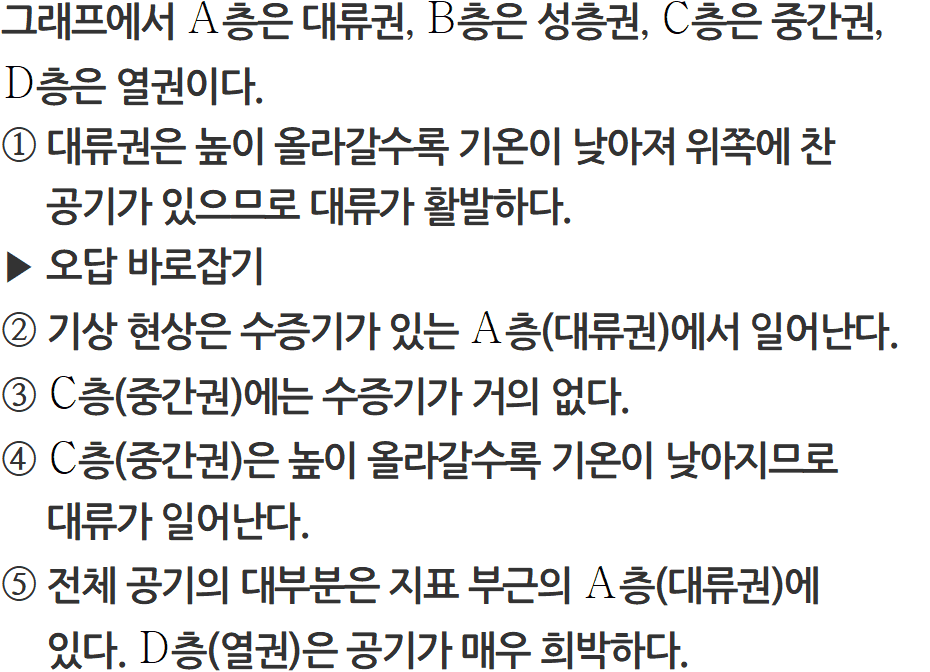 그래프에서 A층은 대류권, B층은 성층권, C층은 중간권,
D층은 열권이다.
① 대류권은 높이 올라갈수록 기온이 낮아져 위쪽에 찬
공기가 있으므로 대류가 활발하다.
▶ 오답 바로잡기
② 기상 현상은 수증기가 있는 A층(대류권)에서 일어난다.
③ C층(중간권)에는 수증기가 거의 없다.
④ C층(중간권)은 높이 올라갈수록 기온이 낮아지므로
대류가 일어난다.
⑤ 전체 공기의 대부분은 지표 부근의 A층(대류권)에
있다. D층(열권)은 공기가 매우 희박하다.